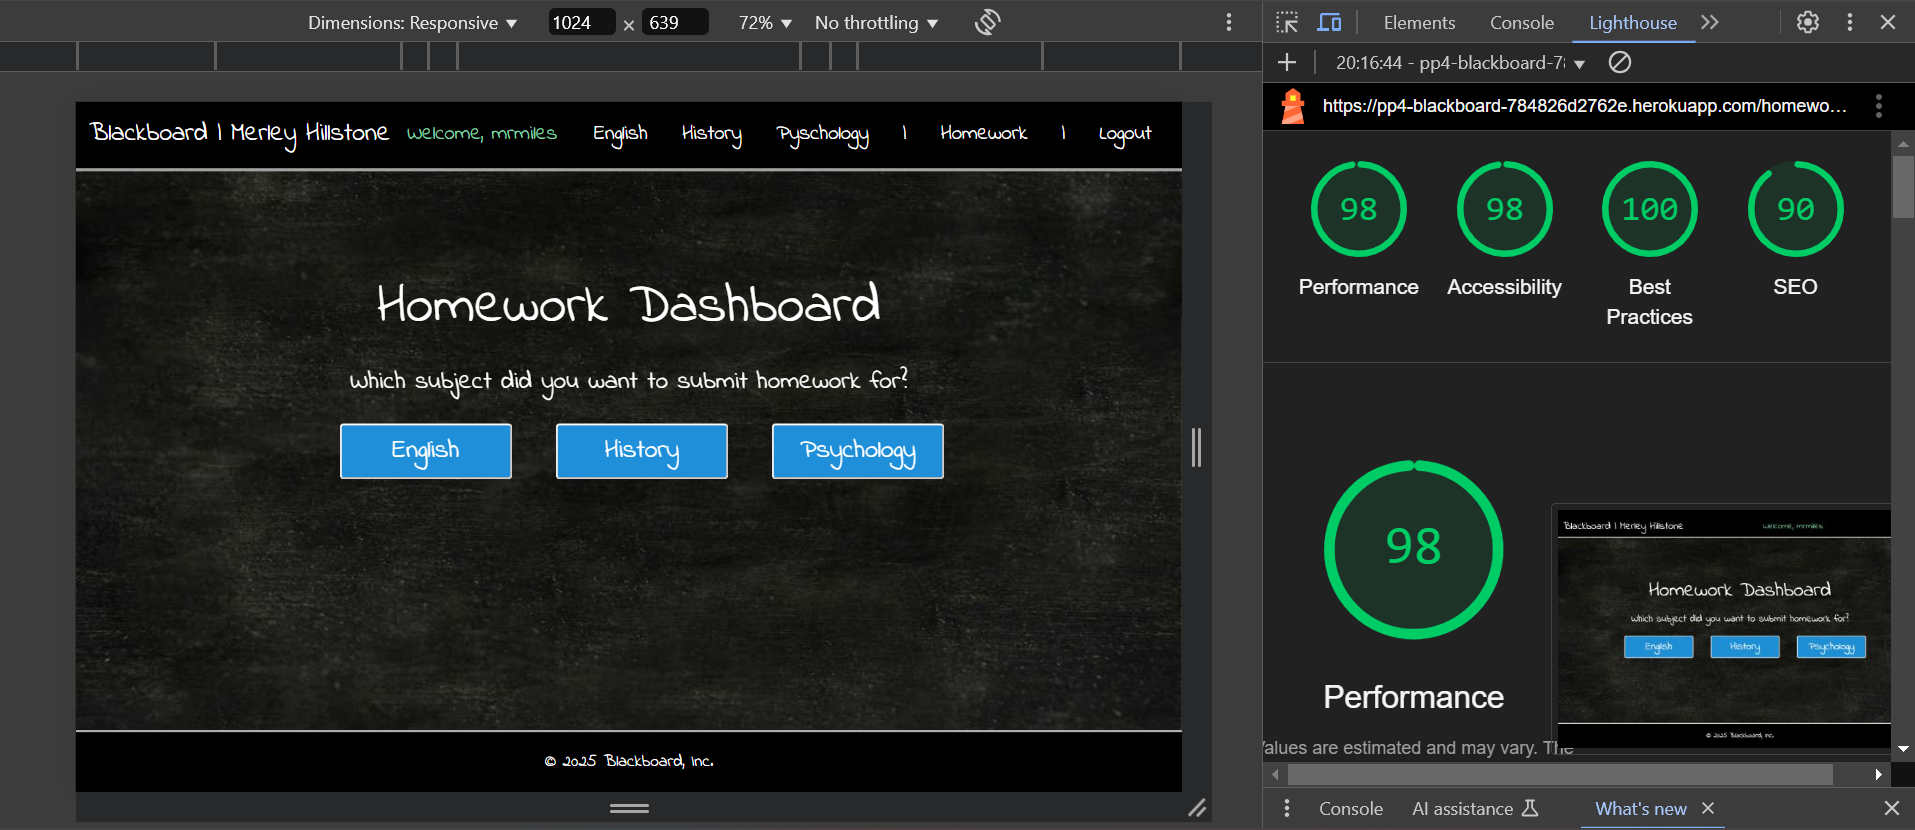 Dimensions: Responsive 1024 × 639 72% No throttling
Elements Console Lighthouse
20:16:44 - pp4-blackboard-78
https://pp4-blackboard-784826d2762e.herokuapp.com/homewo…
Blackboard | Merley Hillstone Welcome, mrmiles English History Pyschology | Homework | Logout
Homework Dashboard
Which subject did you want to submit homework for?
English History Psychology
© 2025 Blackboard, Inc.
98 98 100 90
Performance Accessibility Best Practices SEO
98
Performance
Values are estimated and may vary. The
Blackboard | Merley Hillstone Welcome, mrmiles
Homework Dashboard
Which subject did you want to submit homework for?
English History Psychology
© 2025 Blackboard, Inc.
Console AI assistance What's new